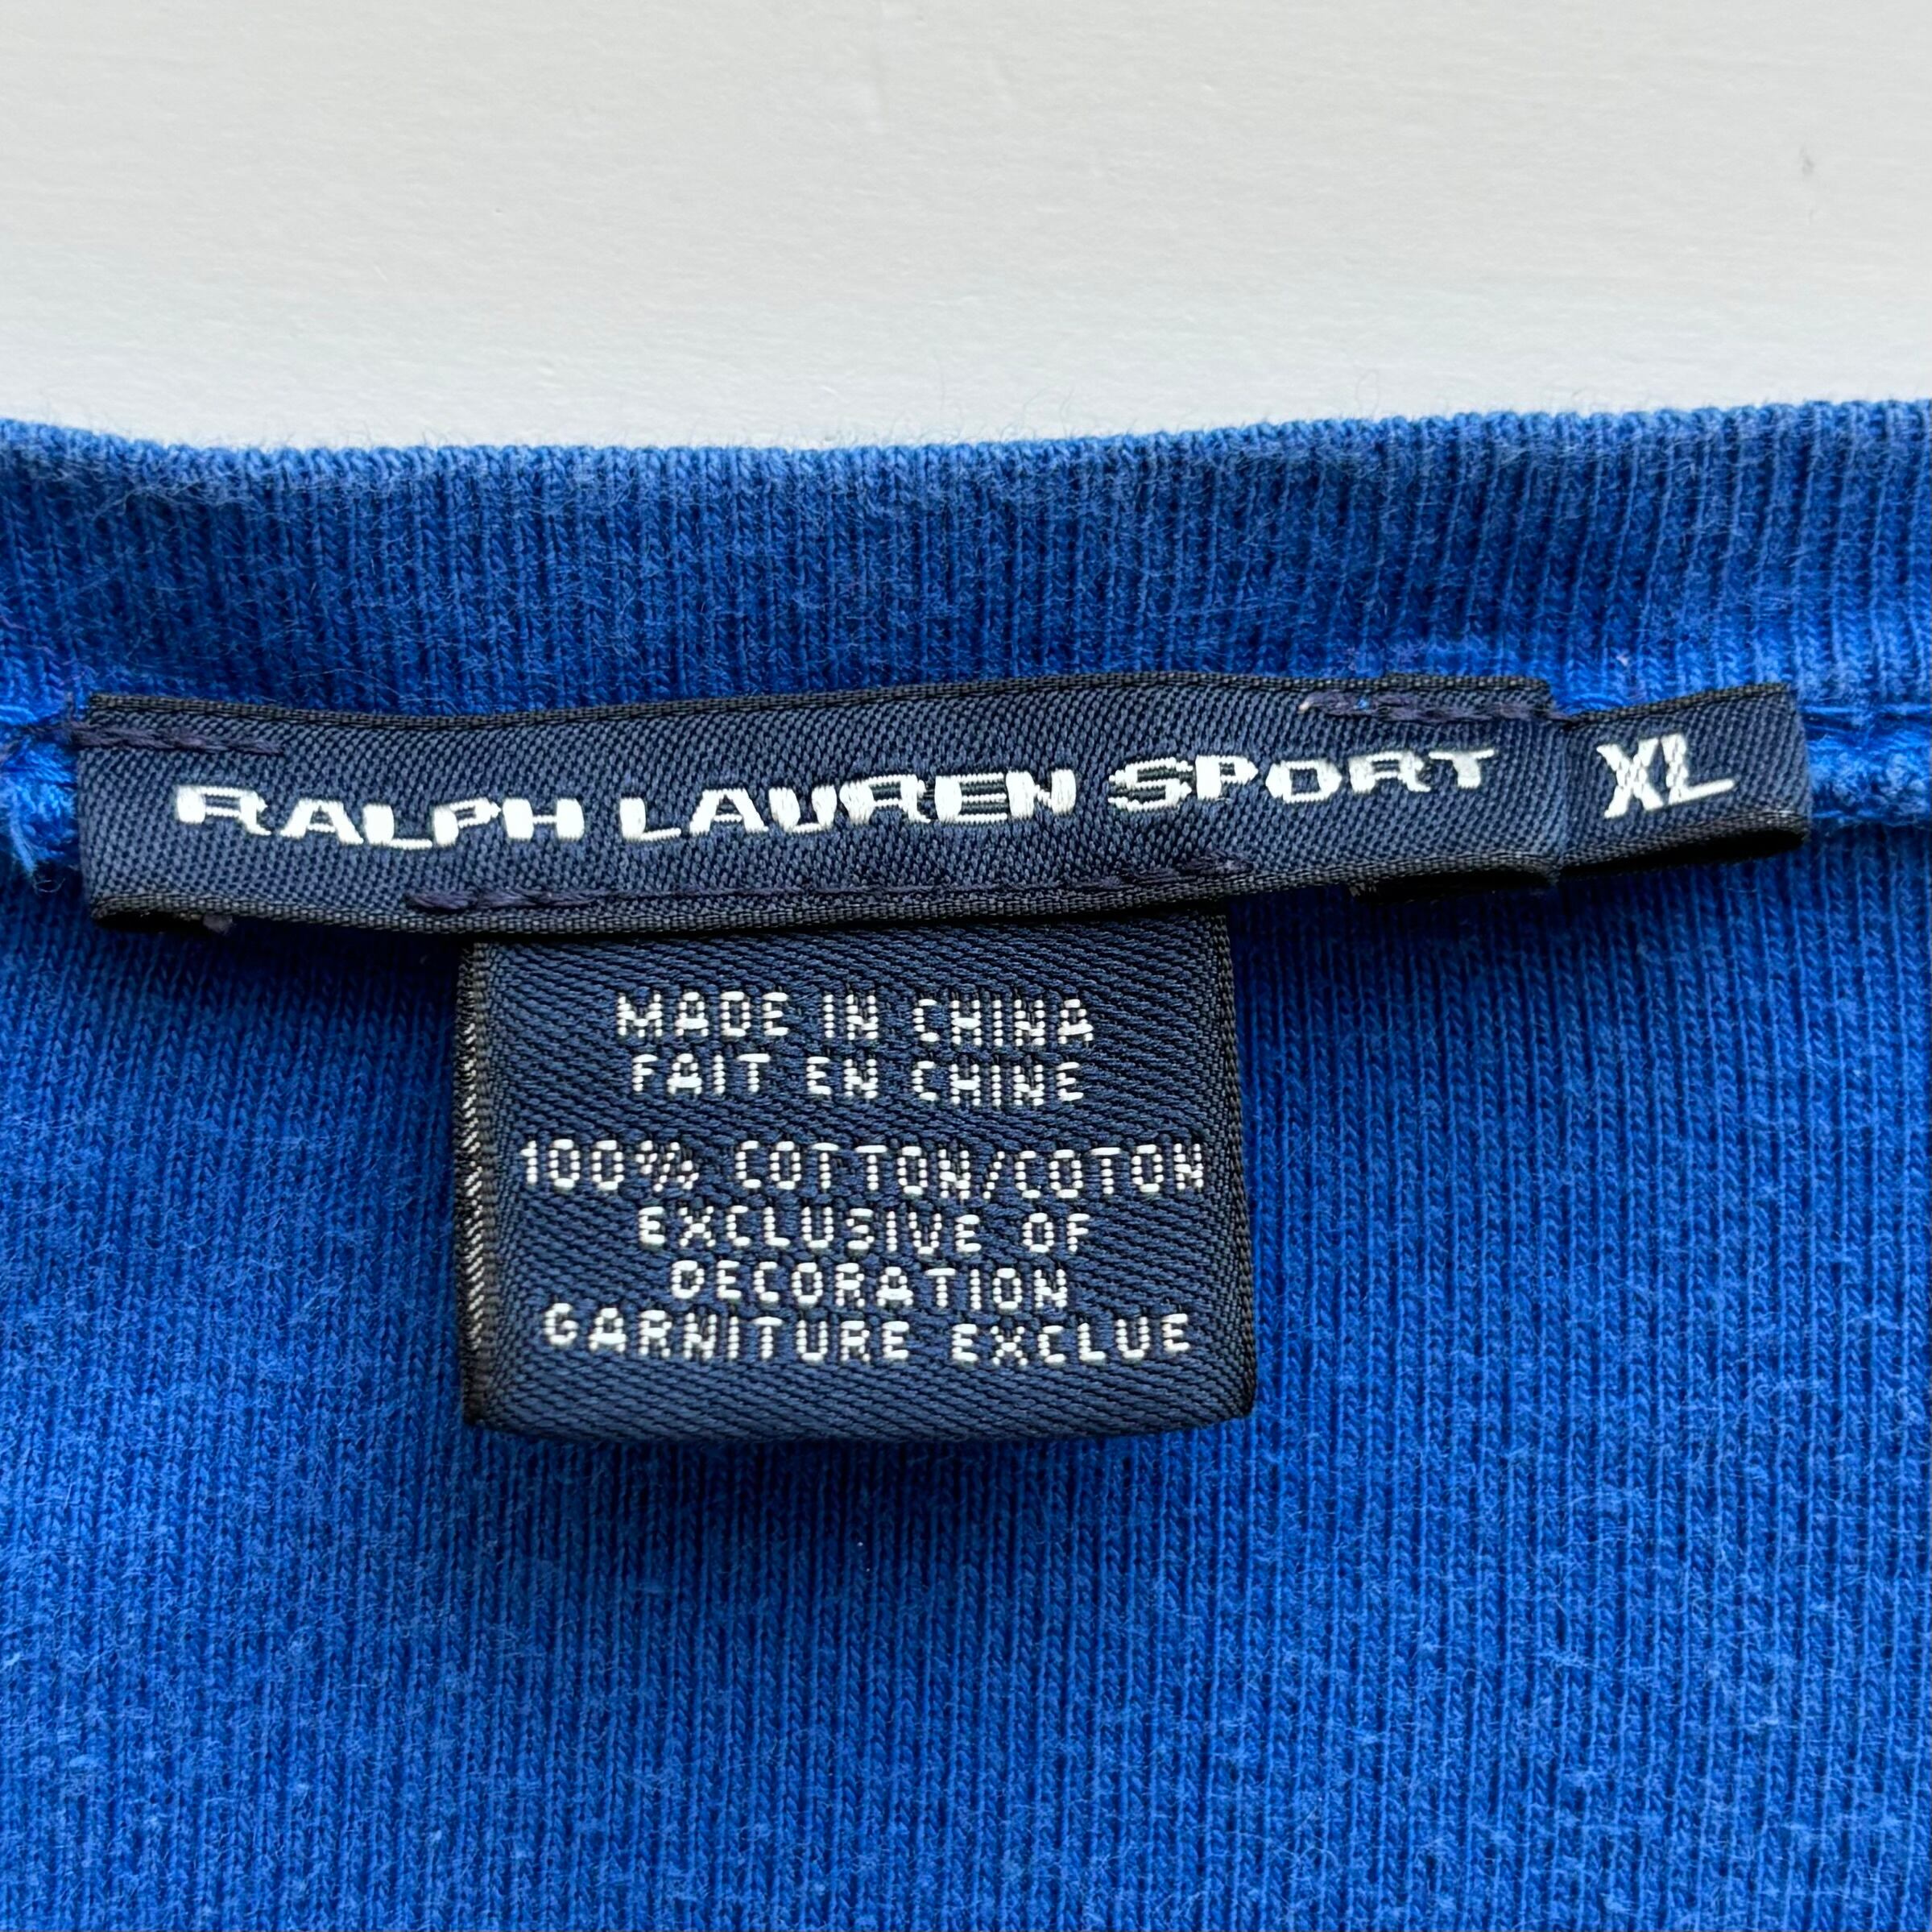 RALPH LAUREN SPORT XL
MADE IN CHINA
FAIT EN CHINE
100% COTTON/COTON
EXCLUSIVE OF
DECORATION
GARNITURE EXCLUE